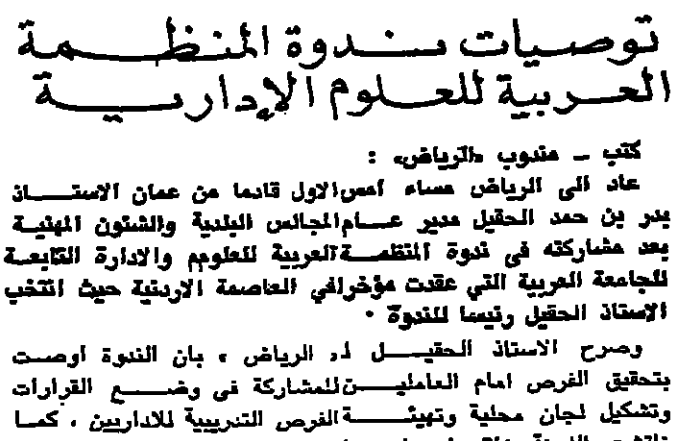 توصيات ندوة المنظمة
العربية للعلوم الإدارية
كتب ـ مندوب «الرياض» :
عاد الى الرياض مساء امس الاول قادما من عمان الاستاذ
بدر بن حمد الحقيل مدير عام المجالس البلدية والشئون المهنية
بعد مشاركته فى ندوة المنظمة العربية للعلوم والادارة التابعة
للجامعة العربية التي عقدت مؤخرا في العاصمة الاردنية حيث انتخب
الاستاذ الحقيل رئيسا للندوة .
وصرح الاستاذ الحقيل لـ الرياض » بان الندوة اوصت
بتحقيق الفرص امام العاملين للمشاركة فى وضع القرارات
وتشكيل لجان محلية وتهيئة الفرص التدريبية للاداريين ، كما